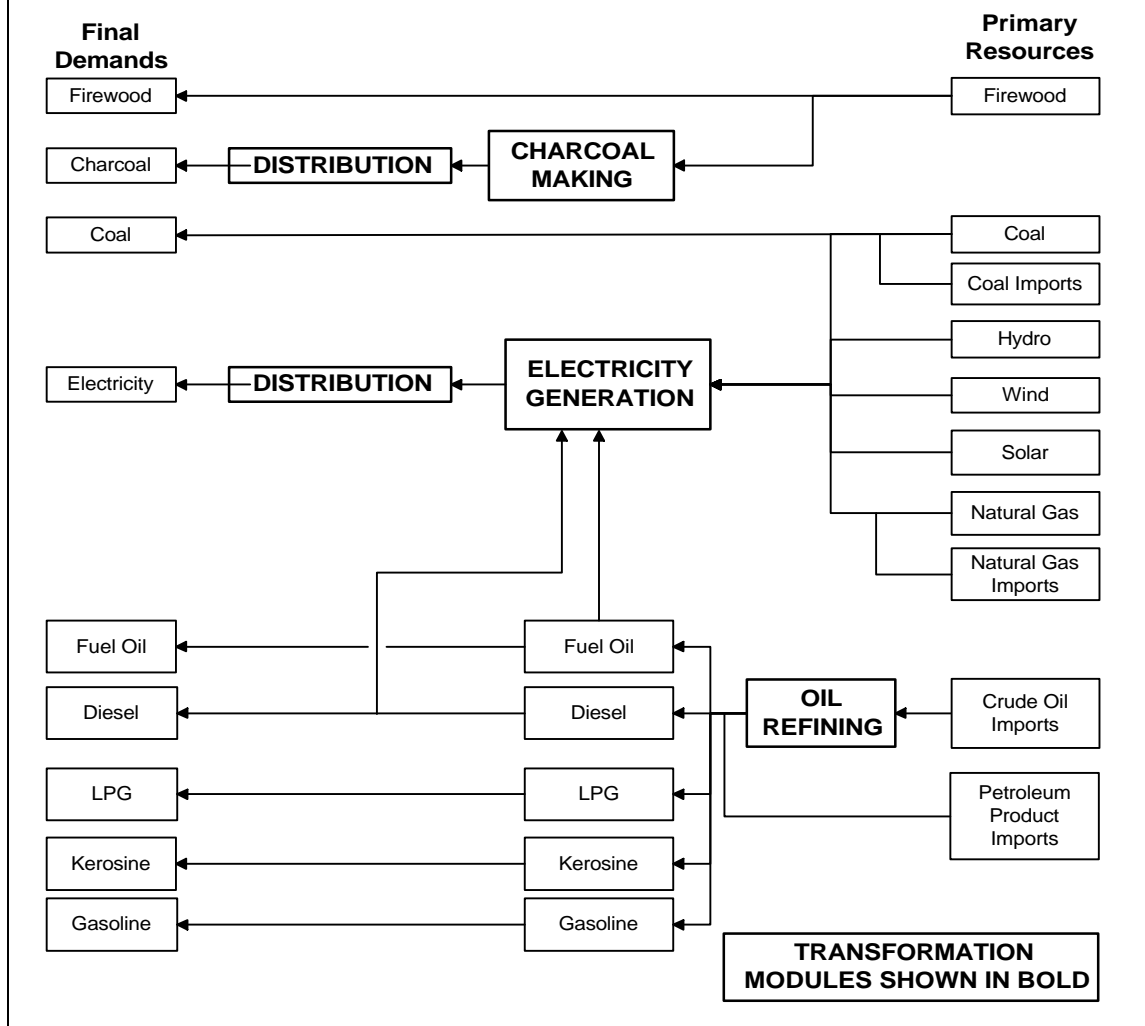 Final
Demands
Primary
Resources
Firewood
Firewood
Charcoal
DISTRIBUTION
CHARCOAL
MAKING
Coal
Coal
Coal Imports
Hydro
Electricity
DISTRIBUTION
ELECTRICITY
GENERATION
Wind
Solar
Natural Gas
Natural Gas
Imports
Fuel Oil
Fuel Oil
Diesel
Diesel
OIL
REFINING
Crude Oil
Imports
LPG
LPG
Petroleum
Product
Imports
Kerosine
Kerosine
Gasoline
Gasoline
TRANSFORMATION
MODULES SHOWN IN BOLD